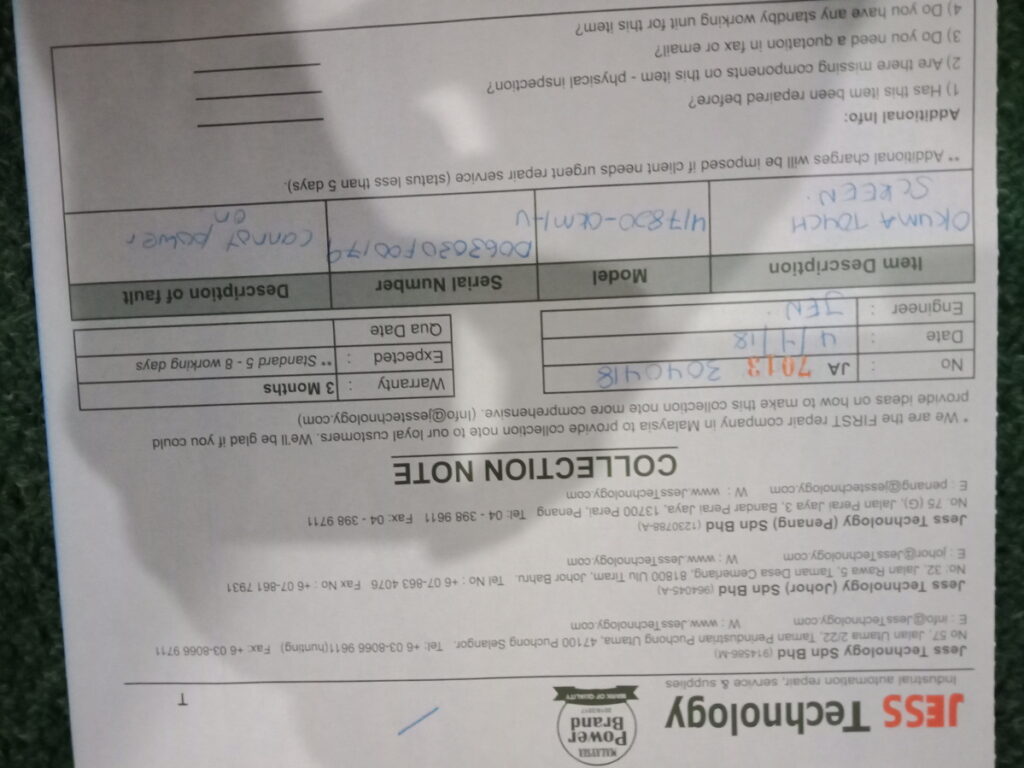 JESS Technology
Industrial automation repair, service & supplies
MALAYSIA
Power
Brand
2016/2017
MARK OF QUALITY
T
Jess Technology Sdn Bhd (914586-M)
No 57, Jalan Utama 2/22, Taman Perindustrian Puchong Utama, 47100 Puchong Selangor. Tel: +6 03-8066 9611(hunting) Fax: +6 03-8066 9711
E : info@JessTechnology.com W : www.JessTechnology.com
Jess Technology (Johor) Sdn Bhd (964045-A)
No: 32, Jalan Rawa 5, Taman Desa Cemerlang, 81800 Ulu Tiram, Johor Bahru. Tel No : +6 07-863 4076 Fax No : +6 07-861 7931
E : johor@JessTechnology.com W : www.JessTechnology.com
Jess Technology (Penang) Sdn Bhd (1230788-A)
No. 75 (G), Jalan Perai Jaya 3, Bandar Perai Jaya, 13700 Perai, Penang Tel: 04 - 398 9611 Fax: 04 - 398 9711
E : penang@jesstechnology.com W : www.JessTechnology.com
COLLECTION NOTE
* We are the FIRST repair company in Malaysia to provide collection note to our loyal customers. We'll be glad if you could
provide ideas on how to make this collection note more comprehensive. (info@jesstechnology.com)
No : JA 7013 3040418
Date : 4/4/18
Engineer : JEN.
Warranty : 3 Months
Expected : ** Standard 5 - 8 working days
Qua Date
Item Description Model Serial Number Description of fault
OKUMA TOUCH SCREEN. D063030F00179 cannot power on
** Additional charges will be imposed if client needs urgent repair service (status less than 5 days).
Additional Info:
1) Has this item been repaired before?
2) Are there missing components on this item - physical inspection?
3) Do you need a quotation in fax or email?
4) Do you have any standby working unit for this item?